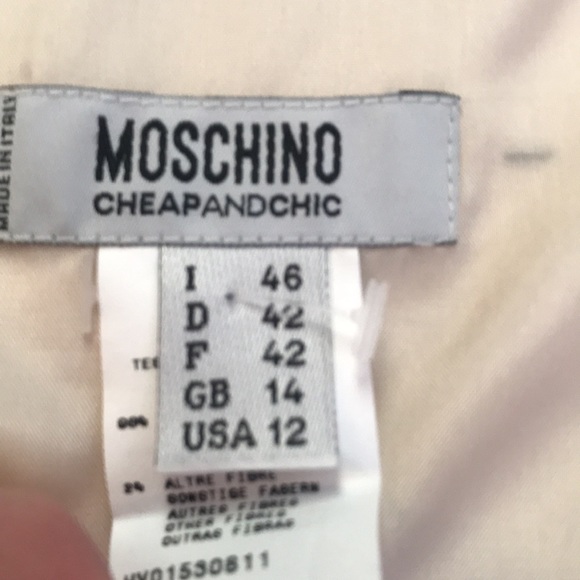 MADE IN ITALY
MOSCHINO
CHEAPANDCHIC
I 46
D 42
F 42
GB 14
USA 12
2% ALTRE FIBRE
SONSTIGE FASERN
AUTRES FIBRES
OTHER FIBRES
OUTRAS FIBRAS